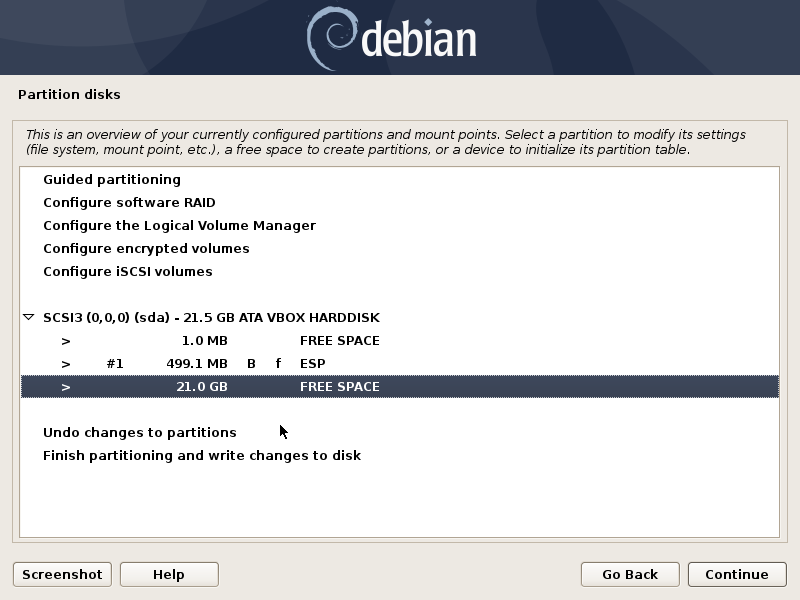 debian
Partition disks
This is an overview of your currently configured partitions and mount points. Select a partition to modify its settings
(file system, mount point, etc.), a free space to create partitions, or a device to initialize its partition table.
Guided partitioning
Configure software RAID
Configure the Logical Volume Manager
Configure encrypted volumes
Configure iSCSI volumes
SCSI3 (0,0,0) (sda) - 21.5 GB ATA VBOX HARDDISK
> 1.0 MB FREE SPACE
> #1 499.1 MB B f ESP
> 21.0 GB FREE SPACE
Undo changes to partitions
Finish partitioning and write changes to disk
Screenshot Help Go Back Continue